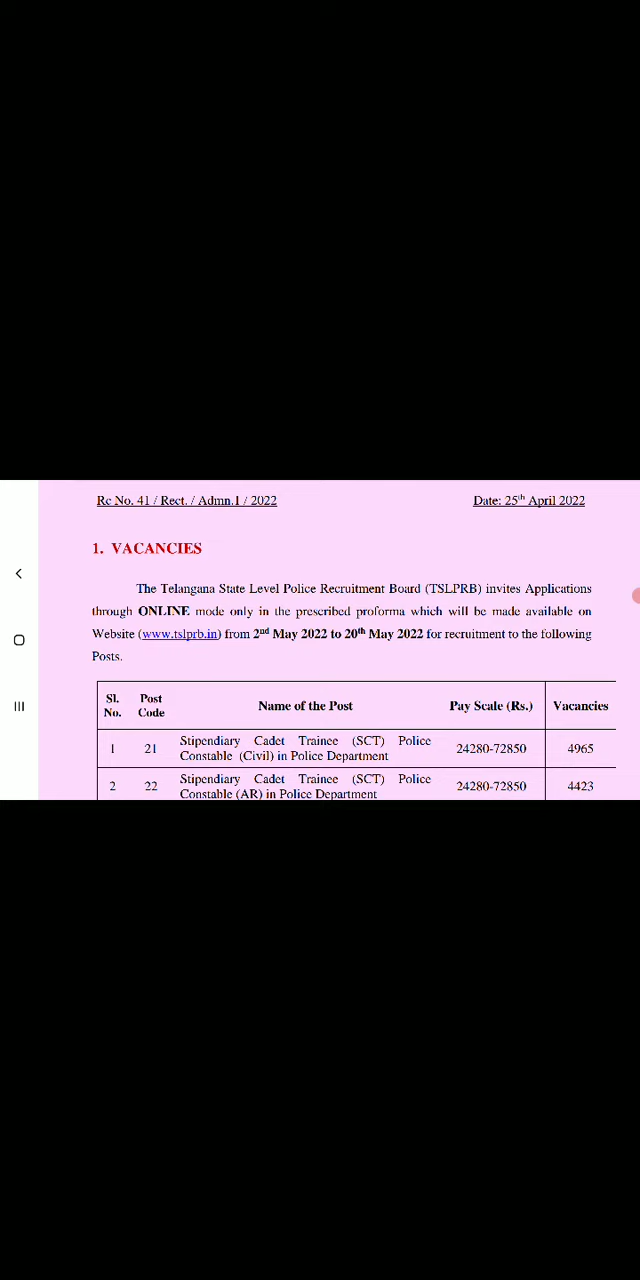 Rc No. 41 / Rect. / Admn.1 / 2022 Date: 25th April 2022
1. VACANCIES
The Telangana State Level Police Recruitment Board (TSLPRB) invites Applications
through ONLINE mode only in the prescribed proforma which will be made available on
Website (www.tslprb.in) from 2nd May 2022 to 20th May 2022 for recruitment to the following
Posts.
Sl. No. Post Code Name of the Post Pay Scale (Rs.) Vacancies
1 21 Stipendiary Cadet Trainee (SCT) Police Constable (Civil) in Police Department 24280-72850 4965
2 22 Stipendiary Cadet Trainee (SCT) Police Constable (AR) in Police Department 24280-72850 4423